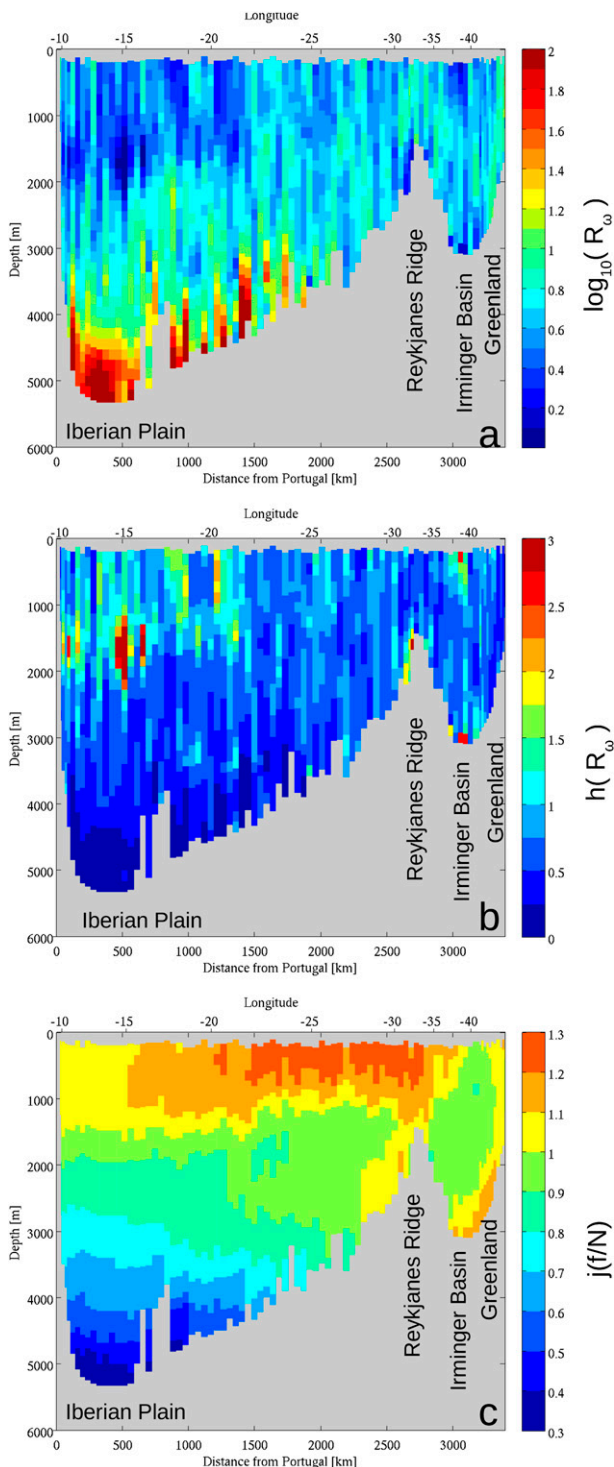 Longitude
-10 -15 -20 -25 -30 -33 -35 -40
0
1000
2000
3000
4000
5000
6000
Depth [m]
0 500 1000 1500 2000 2500 3000
Distance from Portugal [km]
Iberian Plain
Reykjanes Ridge
Irminger Basin
Greenland
a
2
1.8
1.6
1.4
1.2
1
0.8
0.6
0.4
0.2
log₁₀( R_ω )
Longitude
-10 -15 -20 -25 -30 -33 -35 -40
0
1000
2000
3000
4000
5000
6000
Depth [m]
0 500 1000 1500 2000 2500 3000
Distance from Portugal [km]
Iberian Plain
Reykjanes Ridge
Irminger Basin
Greenland
b
3
2.5
2
1.5
1
0.5
0
h( R_ω )
Longitude
-10 -15 -20 -25 -30 -35 -40
0
1000
2000
3000
4000
5000
6000
Depth [m]
0 500 1000 1500 2000 2500 3000
Distance from Portugal [km]
Iberian Plain
Reykjanes Ridge
Irminger Basin
Greenland
c
1.3
1.2
1.1
1
0.9
0.8
0.7
0.6
0.5
0.4
0.3
j(f/N)